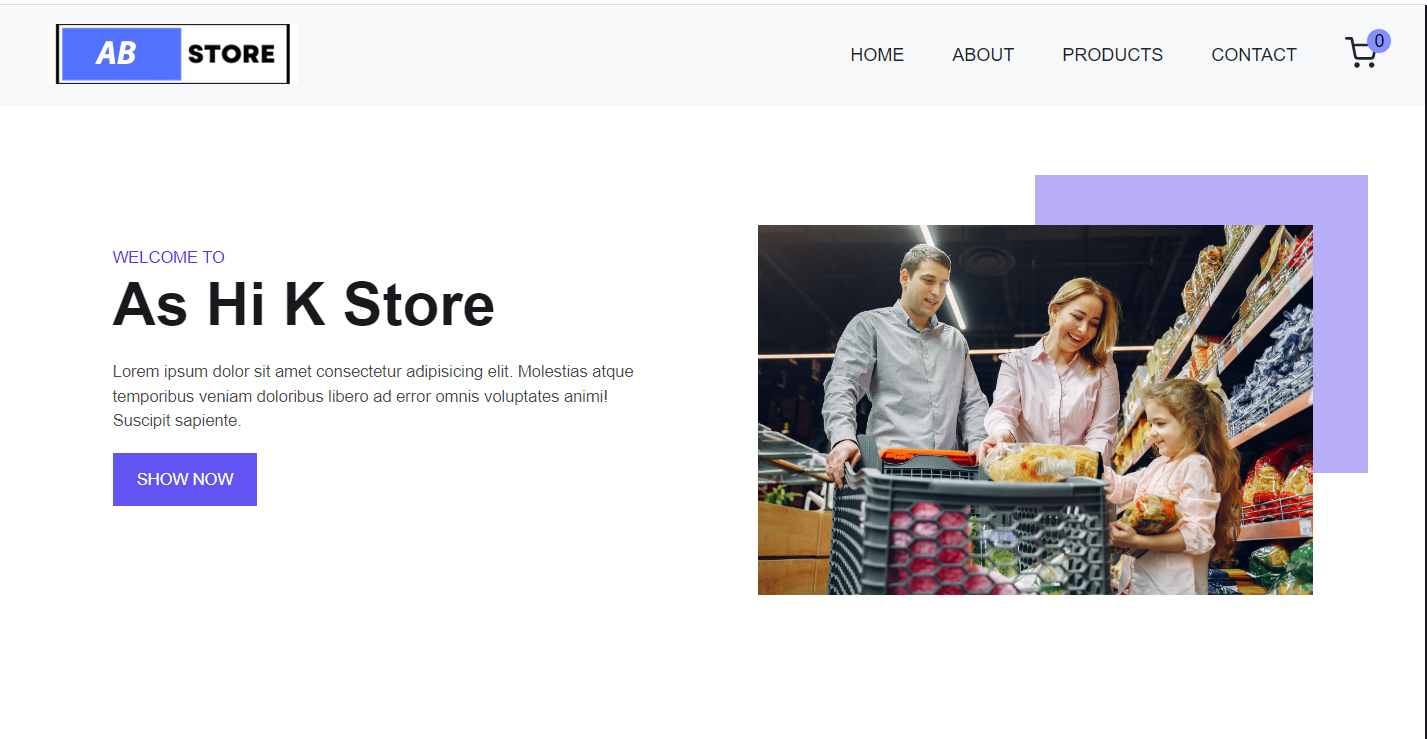 AB STORE
HOME ABOUT PRODUCTS CONTACT 0
WELCOME TO
As Hi K Store
Lorem ipsum dolor sit amet consectetur adipisicing elit. Molestias atque
temporibus veniam doloribus libero ad error omnis voluptates animi!
Suscipit sapiente.
SHOW NOW